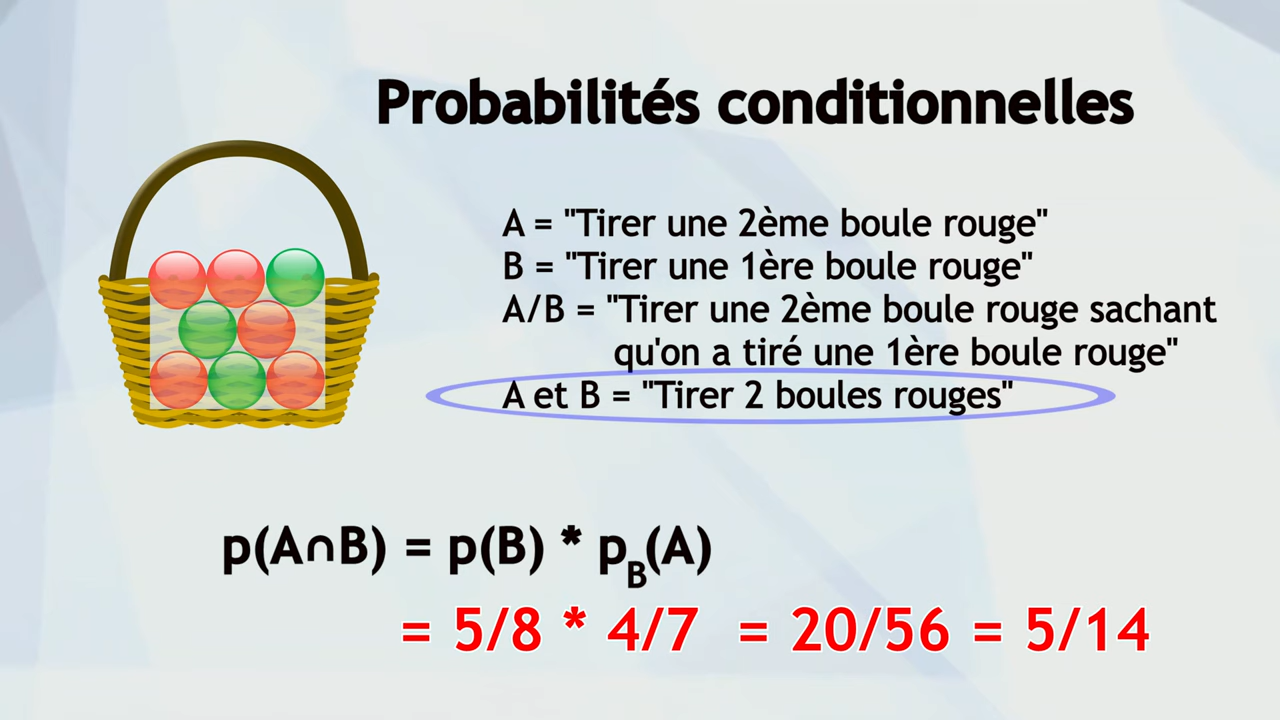 Probabilités conditionnelles
A = "Tirer une 2ème boule rouge"
B = "Tirer une 1ère boule rouge"
A/B = "Tirer une 2ème boule rouge sachant
qu'on a tiré une 1ère boule rouge"
A et B = "Tirer 2 boules rouges"
p(A∩B) = p(B) * pB(A)
= 5/8 * 4/7 = 20/56 = 5/14